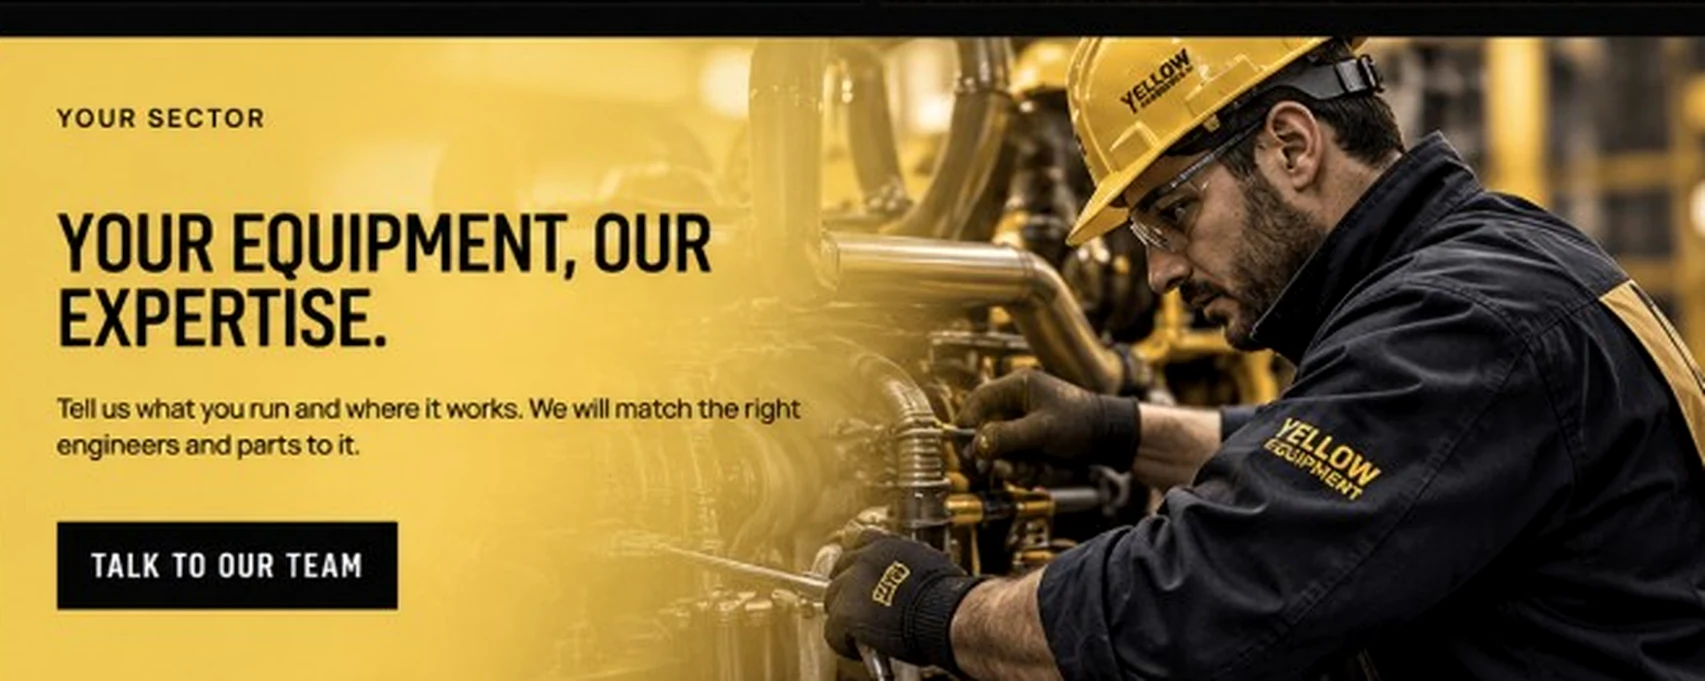 YOUR SECTOR
YOUR EQUIPMENT, OUR
EXPERTISE.
Tell us what you run and where it works. We will match the right
engineers and parts to it.
TALK TO OUR TEAM
YELLOW
YELLOW
EQUIPMENT